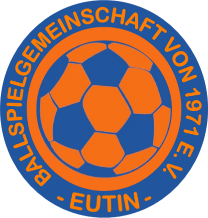 BALLSPIELGEMEINSCHAFT VON 1971 E.V.
- EUTIN -